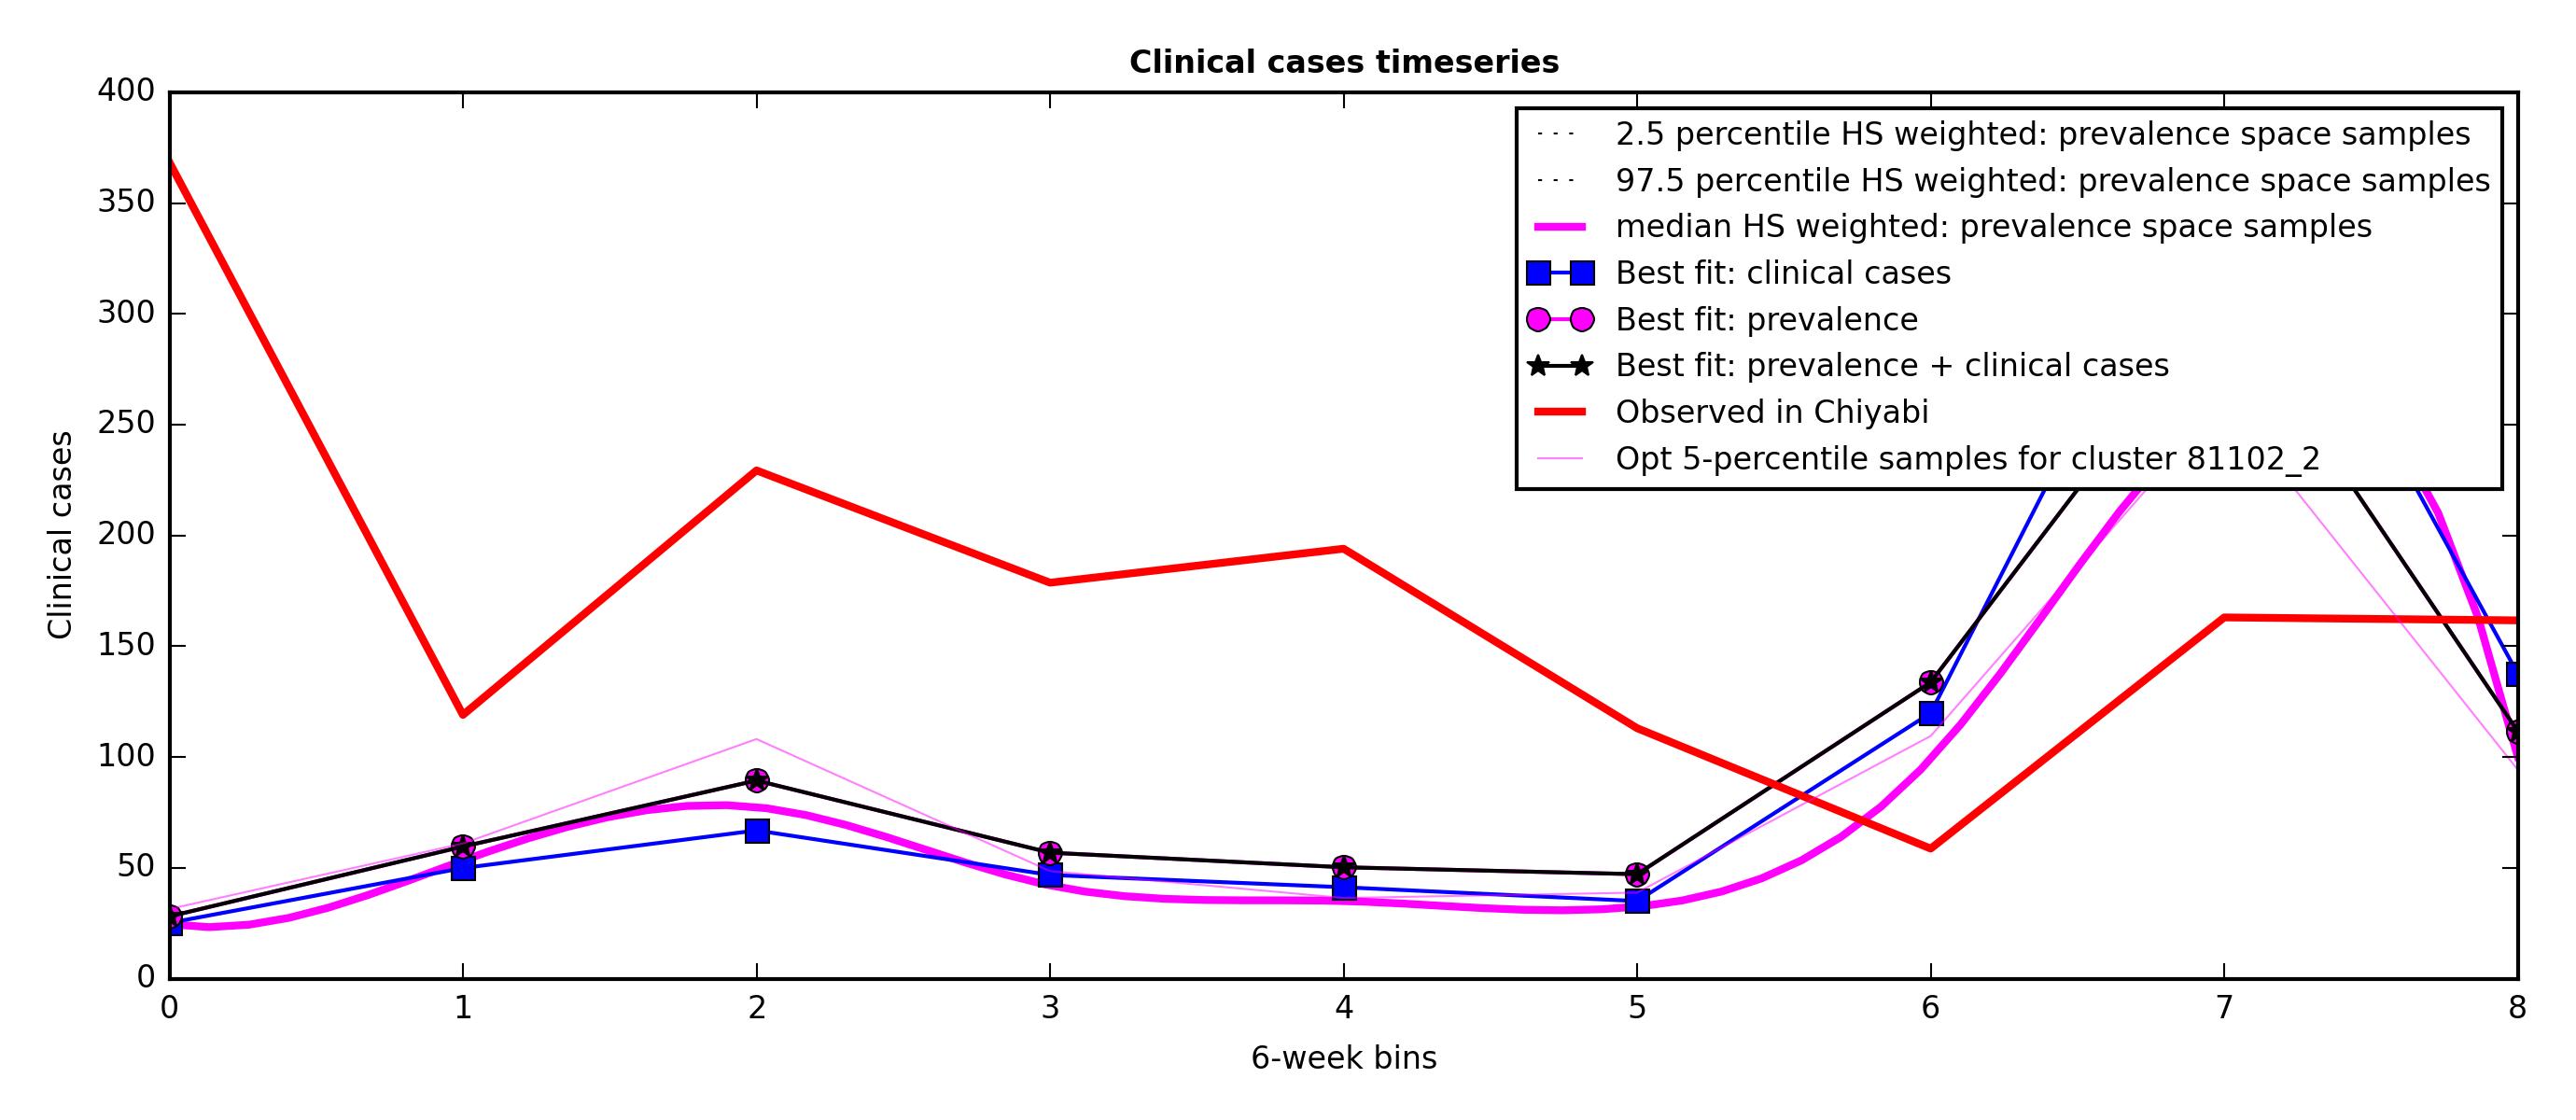 Clinical cases timeseries
400
350
300
250
200
150
100
50
0
Clinical cases
2.5 percentile HS weighted: prevalence space samples
97.5 percentile HS weighted: prevalence space samples
median HS weighted: prevalence space samples
Best fit: clinical cases
Best fit: prevalence
Best fit: prevalence + clinical cases
Observed in Chiyabi
Opt 5-percentile samples for cluster 81102_2
0 1 2 3 4 5 6 7 8
6-week bins